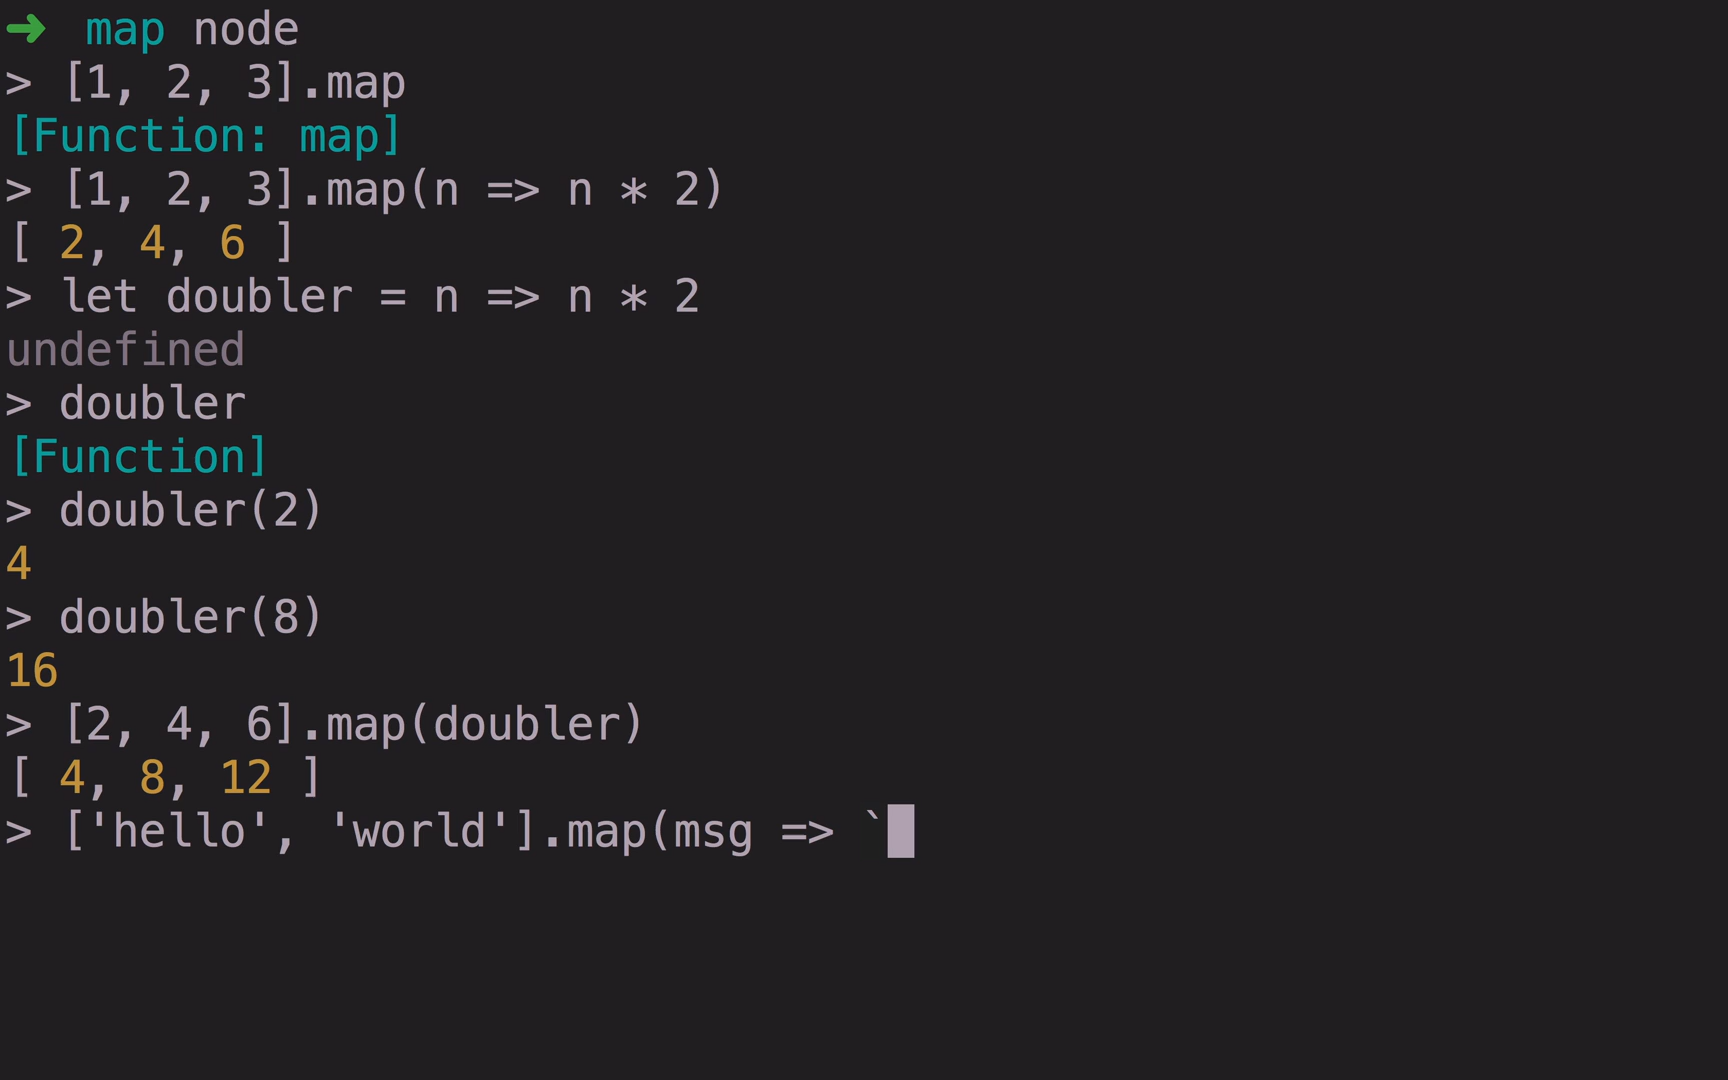 ➜ map node
> [1, 2, 3].map
[Function: map]
> [1, 2, 3].map(n => n * 2)
[ 2, 4, 6 ]
> let doubler = n => n * 2
undefined
> doubler
[Function]
> doubler(2)
4
> doubler(8)
16
> [2, 4, 6].map(doubler)
[ 4, 8, 12 ]
> ['hello', 'world'].map(msg => `